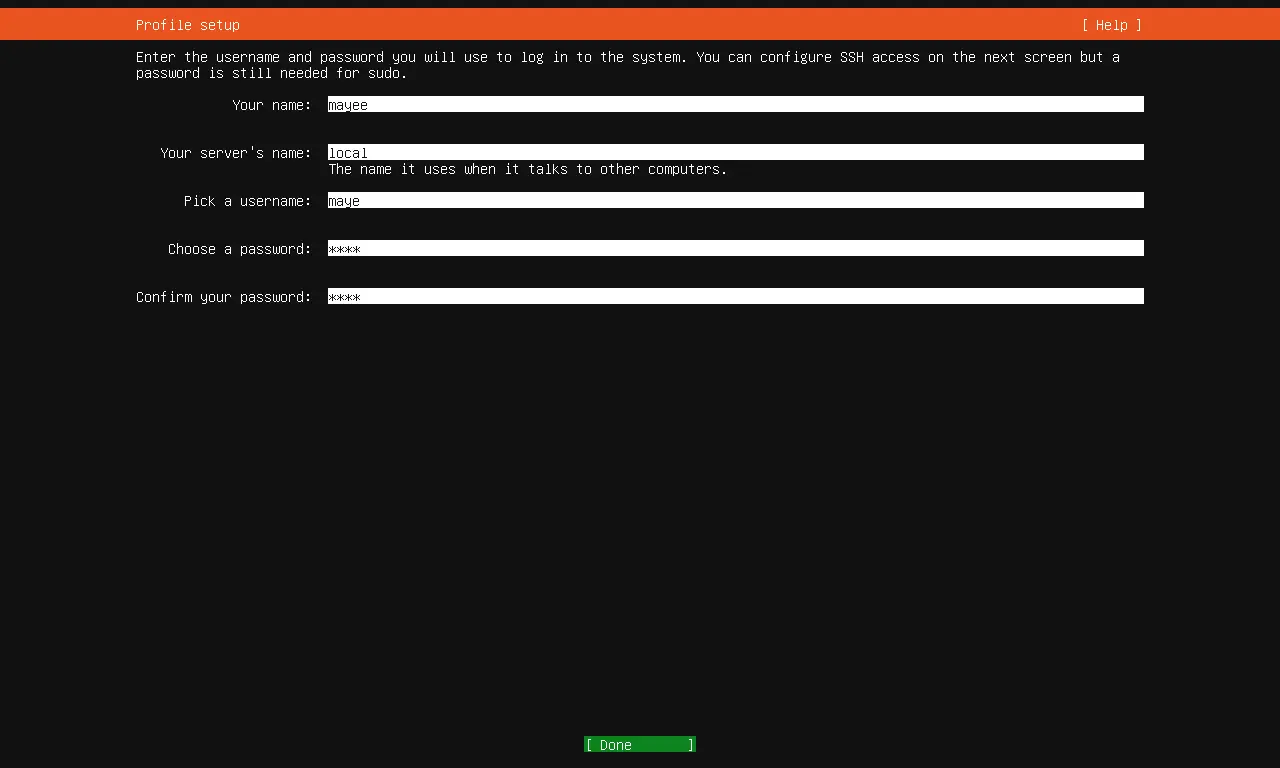 Profile setup [ Help ]
Enter the username and password you will use to log in to the system. You can configure SSH access on the next screen but a
password is still needed for sudo.
Your name: mayee
Your server's name: local
The name it uses when it talks to other computers.
Pick a username: maye
Choose a password: ****
Confirm your password: ****
[ Done ]